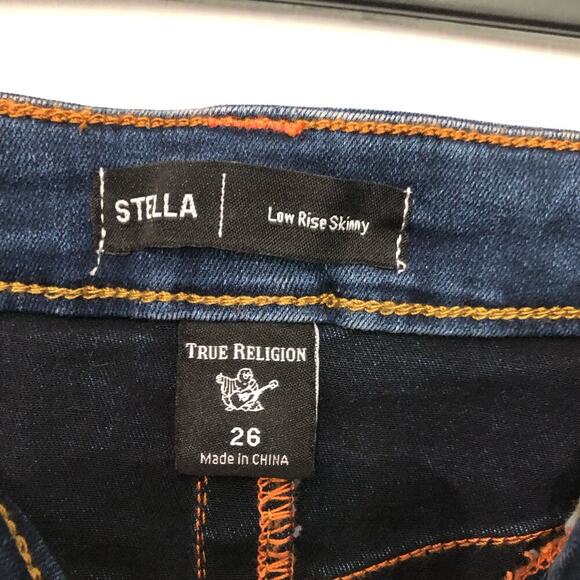 STELLA | Low Rise Skinny
TRUE RELIGION
26
Made in CHINA